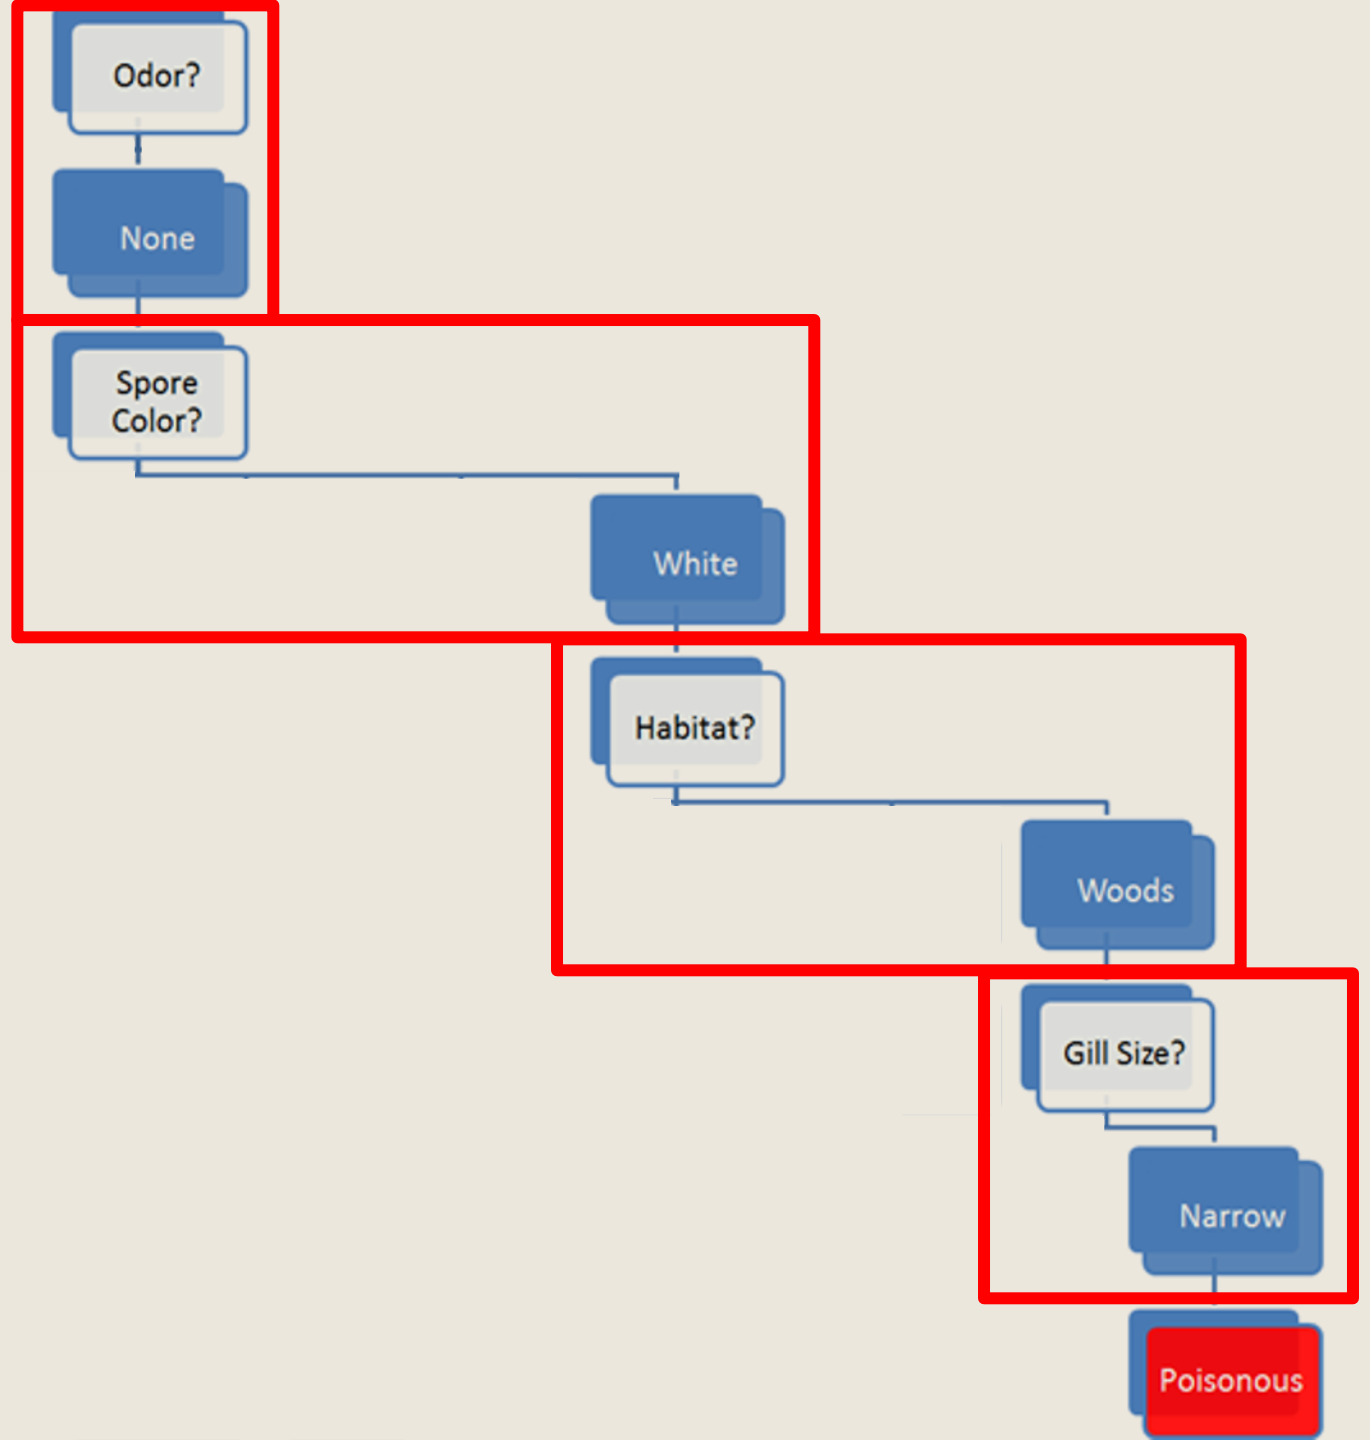 Odor?
None
Spore
Color?
White
Habitat?
Woods
Gill Size?
Narrow
Poisonous